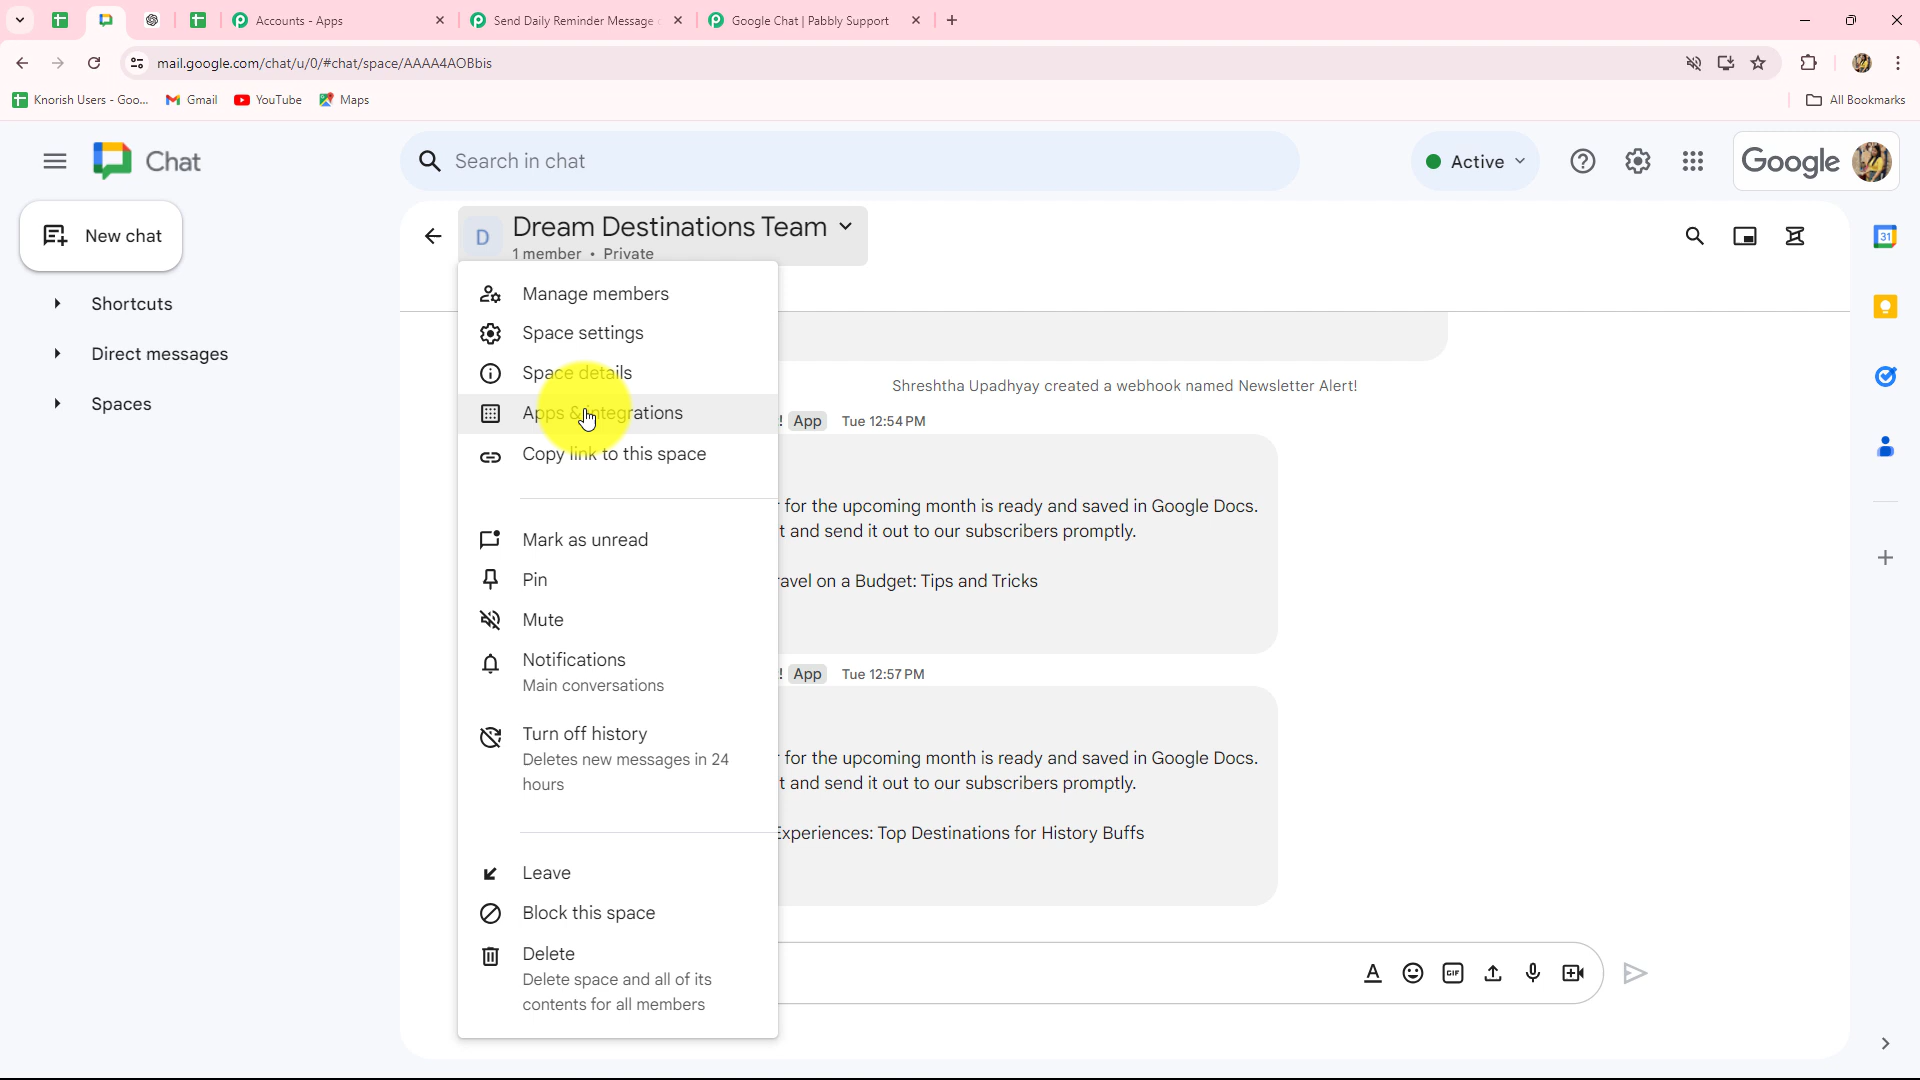 Accounts - Apps
Send Daily Reminder Message
Google Chat | Pabbly Support
mail.google.com/chat/u/0/#chat/space/AAAA4AOBbis
Knorish Users - Goo...
Gmail
YouTube
Maps
All Bookmarks
Chat
Search in chat
Active
Google
New chat
D
Dream Destinations Team
1 member • Private
Shortcuts
Direct messages
Spaces
Manage members
Space settings
Space details
Apps & integrations
Copy link to this space
Mark as unread
Pin
Mute
Notifications
Main conversations
Turn off history
Deletes new messages in 24
hours
Leave
Block this space
Delete
Delete space and all of its
contents for all members
Shreshtha Upadhyay created a webhook named Newsletter Alert!
! App Tue 12:54 PM
for the upcoming month is ready and saved in Google Docs.
and send it out to our subscribers promptly.
avel on a Budget: Tips and Tricks
! App Tue 12:57 PM
for the upcoming month is ready and saved in Google Docs.
and send it out to our subscribers promptly.
Experiences: Top Destinations for History Buffs
GIF
31